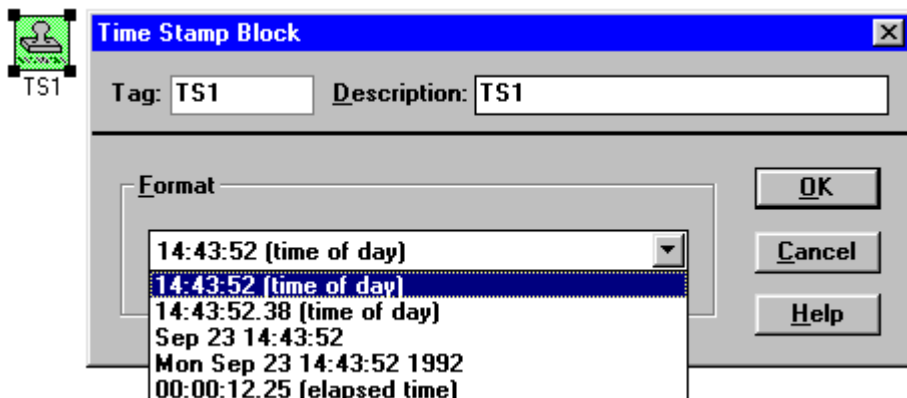 Time Stamp Block
TS1
Tag: TS1 Description: TS1
Format
14:43:52 (time of day)
14:43:52 (time of day)
14:43:52.38 (time of day)
Sep 23 14:43:52
Mon Sep 23 14:43:52 1992
00:00:12.25 (elapsed time)
OK
Cancel
Help